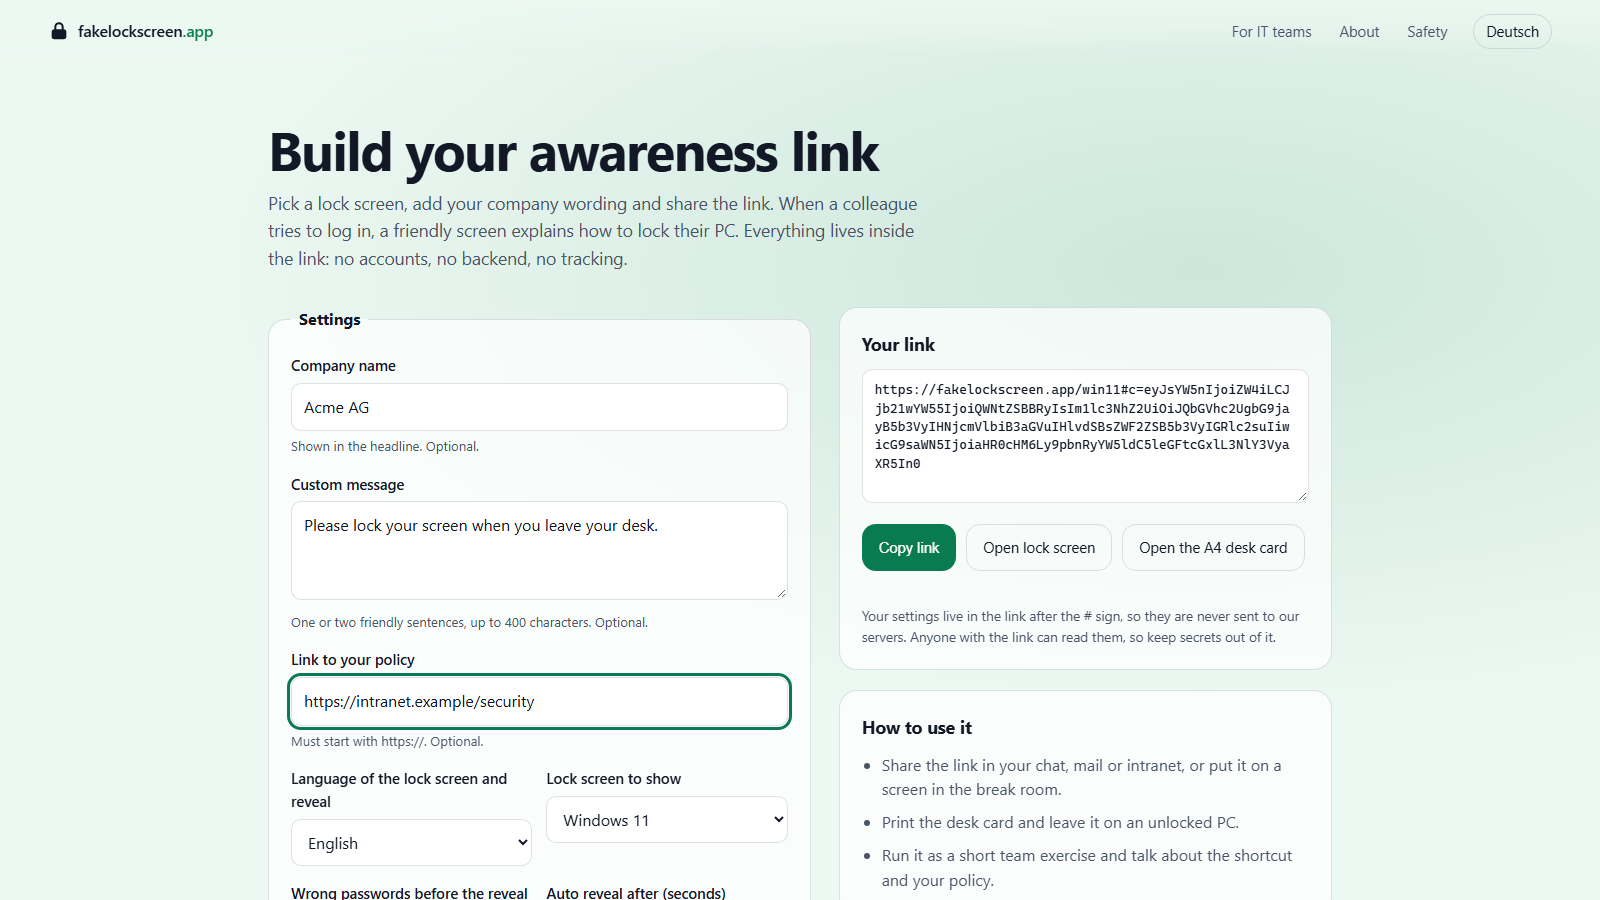 fakelockscreen.app
For IT teams
About
Safety
Deutsch
Build your awareness link
Pick a lock screen, add your company wording and share the link. When a colleague
tries to log in, a friendly screen explains how to lock their PC. Everything lives inside
the link: no accounts, no backend, no tracking.
Settings
Company name
Acme AG
Shown in the headline. Optional.
Custom message
Please lock your screen when you leave your desk.
One or two friendly sentences, up to 400 characters. Optional.
Link to your policy
https://intranet.example/security
Must start with https://. Optional.
Language of the lock screen and
reveal
English
Lock screen to show
Windows 11
Wrong passwords before the reveal
Auto reveal after (seconds)
Your link
https://fakelockscreen.app/win11#c=eyJsYW5nIjoiZW4iLCJ
jb21wYW55IjoiQWNtZSBBRyIsIm1lc3NhZ2UiOiJQbGVhc2UgbG9ja
yB5b3VyIHNjcmVlbiB3aGVuIHlvdSBsZWF2ZSB5b3VyIGRlc2suIiw
icG9saWN5IjoiaHR0cHM6Ly9pbnRyYW5ldC5leGFtcGxlL3NlY3Vya
XR5In0
Copy link
Open lock screen
Open the A4 desk card
Your settings live in the link after the # sign, so they are never sent to our
servers. Anyone with the link can read them, so keep secrets out of it.
How to use it
Share the link in your chat, mail or intranet, or put it on a
screen in the break room.
Print the desk card and leave it on an unlocked PC.
Run it as a short team exercise and talk about the shortcut
and your policy.